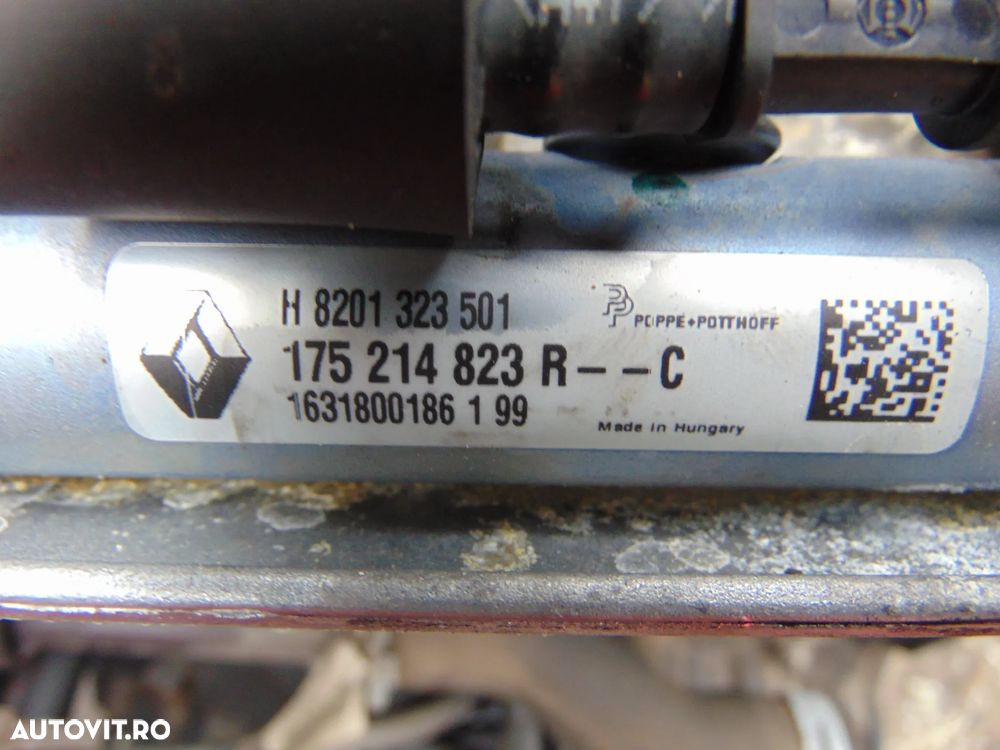 H 8201 323 501
POPPE+POTTHOFF
175 214 823 R--C
1631800186 1 99
Made in Hungary
AUTOVIT.RO